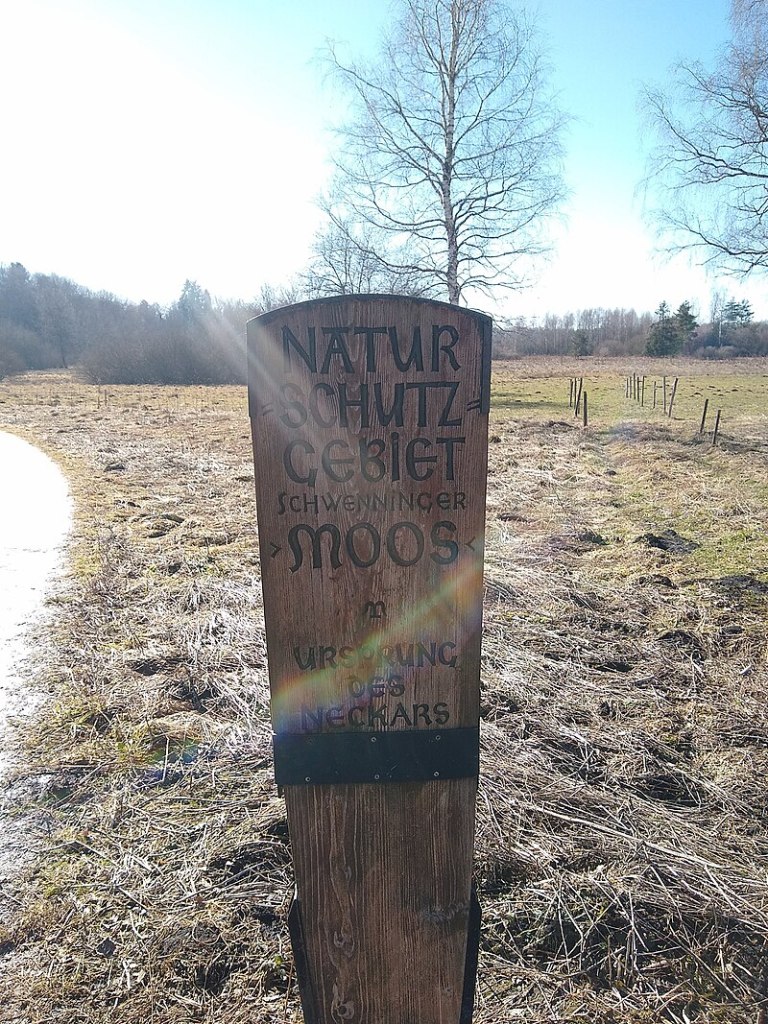 NATUR
=SCHUTZ=
GEBIET
SCHWENNINGER
>MOOS<
URSPRUNG
DES
NECKARS